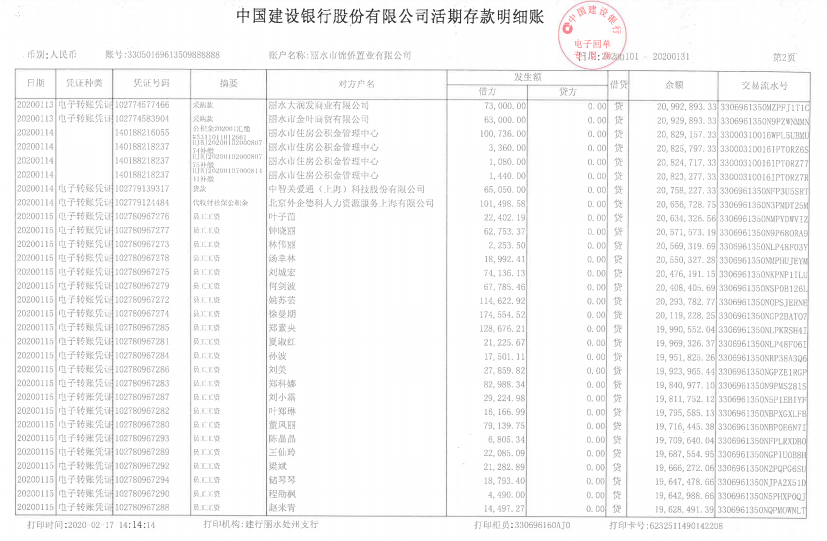 中国建设银行股份有限公司活期存款明细账
中国建设银行
电子回单
专用
币别:人民币 账号:33050169613509888888 账户名称:丽水市锦侨置业有限公司 20200101 - 20200131 第2页
日期 凭证种类 凭证号码 摘要 对方户名 发生额 借贷 余额 交易流水号
借方 贷方
20200113 电子转账凭证 102774577466 采购款 丽水大润发商业有限公司 73,000.00 0.00 贷 20,992,893.33 3306961350MZPFJ1T1C
20200113 电子转账凭证 102774583904 采购款 丽水市金叶商贸有限公司 63,000.00 0.00 贷 20,929,893.33 3306961350N9PZWNMMN
20200114 140188216055 公积金202001汇缴 丽水市住房公积金管理中心 100,736.00 0.00 贷 20,829,157.33 33000310016WPL5UBMU
20200114 140188218237 丽水市住房公积金管理中心 3,360.00 0.00 贷 20,825,797.33 33000310016IPTORZ6S
20200114 140188218237 丽水市住房公积金管理中心 1,080.00 0.00 贷 20,824,717.33 33000310016IPTORZ77
20200114 140188218237 丽水市住房公积金管理中心 1,440.00 0.00 贷 20,823,277.33 33000310016IPTORZ7R
20200114 电子转账凭证 102779139317 货款 中智关爱通（上海）科技股份有限公司 65,050.00 0.00 贷 20,758,227.33 3306961350NFP3U5SRT
20200114 电子转账凭证 102779124484 代收付社保公积金 北京外企德科人力资源服务上海有限公司 101,498.58 0.00 贷 20,656,728.75 3306961350N3PMDT25M
20200115 电子转账凭证 102780967276 员工工资 叶子茵 22,402.19 0.00 贷 20,634,326.56 3306961350NMPYDWVIZ
20200115 电子转账凭证 102780967277 员工工资 钟晓丽 62,753.37 0.00 贷 20,571,573.19 3306961350N9P680RA9
20200115 电子转账凭证 102780967273 员工工资 林伟丽 2,253.50 0.00 贷 20,569,319.69 3306961350NLP48F03Y
20200115 电子转账凭证 102780967278 员工工资 汤幸林 18,992.41 0.00 贷 20,550,327.28 3306961350NMPHUJEYM
20200115 电子转账凭证 102780967275 员工工资 刘城宏 74,136.13 0.00 贷 20,476,191.15 3306961350NKPNP1ILU
20200115 电子转账凭证 102780967279 员工工资 何剑波 67,785.46 0.00 贷 20,408,405.69 3306961350NSP0B126L
20200115 电子转账凭证 102780967272 员工工资 姚苏芸 114,622.92 0.00 贷 20,293,782.77 3306961350NOPSJERNE
20200115 电子转账凭证 102780967274 员工工资 徐曼期 174,554.52 0.00 贷 20,119,228.25 3306961350NGPZBAT07
20200115 电子转账凭证 102780967285 员工工资 郑素央 128,676.21 0.00 贷 19,990,552.04 3306961350NLPKRSH4I
20200115 电子转账凭证 102780967281 员工工资 夏淑红 21,225.67 0.00 贷 19,969,326.37 3306961350NLP48F06I
20200115 电子转账凭证 102780967282 员工工资 孙波 17,501.11 0.00 贷 19,951,825.26 3306961350NRP38A3Q6
20200115 电子转账凭证 102780967286 员工工资 刘美 27,859.82 0.00 贷 19,923,965.44 3306961350NGPZE1RGP
20200115 电子转账凭证 102780967283 员工工资 郑科娜 82,988.34 0.00 贷 19,840,977.10 3306961350N9PMS281S
20200115 电子转账凭证 102780967287 员工工资 刘小翡 29,224.98 0.00 贷 19,811,752.12 3306961350N5P1EBIYF
20200115 电子转账凭证 102780967282 员工工资 叶郑琳 16,166.99 0.00 贷 19,795,585.13 3306961350NBPXGXLFB
20200115 电子转账凭证 102780967280 员工工资 董凤丽 79,139.75 0.00 贷 19,716,445.38 3306961350NBPOE6N7I
20200115 电子转账凭证 102780967293 员工工资 陈晶晶 6,805.34 0.00 贷 19,709,640.04 3306961350NFPLRXDB0
20200115 电子转账凭证 102780967289 员工工资 王仙玲 22,085.09 0.00 贷 19,687,554.95 3306961350NGPIUOB8H
20200115 电子转账凭证 102780967292 员工工资 梁斌 21,282.89 0.00 贷 19,666,272.06 3306961350N2PQPG6SU
20200115 电子转账凭证 102780967294 员工工资 储琴琴 18,793.40 0.00 贷 19,647,478.66 3306961350NJPA2X51D
20200115 电子转账凭证 102780967290 员工工资 程励枫 4,490.00 0.00 贷 19,642,988.66 3306961350N5PHXPOQJ
20200115 电子转账凭证 102780967288 员工工资 赵来青 14,497.27 0.00 贷 19,628,491.39 3306961350NQPMOWNLT
打印时间:2020-02-17 14:14:14 打印机构:建行丽水处州支行 打印柜员:330696160AJ0 打印卡号:6232511490142208